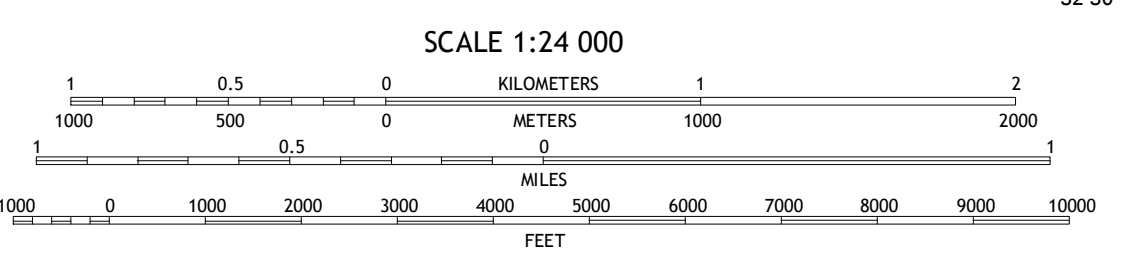 SCALE 1:24 000
1 0.5 0 KILOMETERS 1 2
1000 500 0 METERS 1000 2000
1 0.5 0 1
MILES
1000 0 1000 2000 3000 4000 5000 6000 7000 8000 9000 10000
FEET